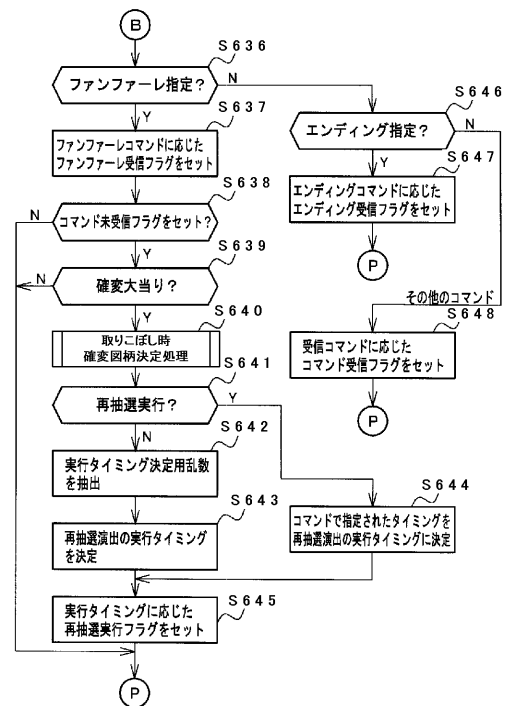 B
S636
ファンファーレ指定?
N
Y
S637
ファンファーレコマンドに応じた
ファンファーレ受信フラグをセット
S638
N
コマンド未受信フラグをセット?
Y
S639
N
確変大当り?
Y
S640
取りこぼし時
確変図柄決定処理
S641
再抽選実行?
Y
N
S642
実行タイミング決定用乱数
を抽出
S643
再抽選演出の実行タイミング
を決定
S644
コマンドで指定されたタイミングを
再抽選演出の実行タイミングに決定
S645
実行タイミングに応じた
再抽選実行フラグをセット
P
S646
エンディング指定?
N
Y
S647
エンディングコマンドに応じた
エンディング受信フラグをセット
P
その他のコマンド
S648
受信コマンドに応じた
コマンド受信フラグをセット
P